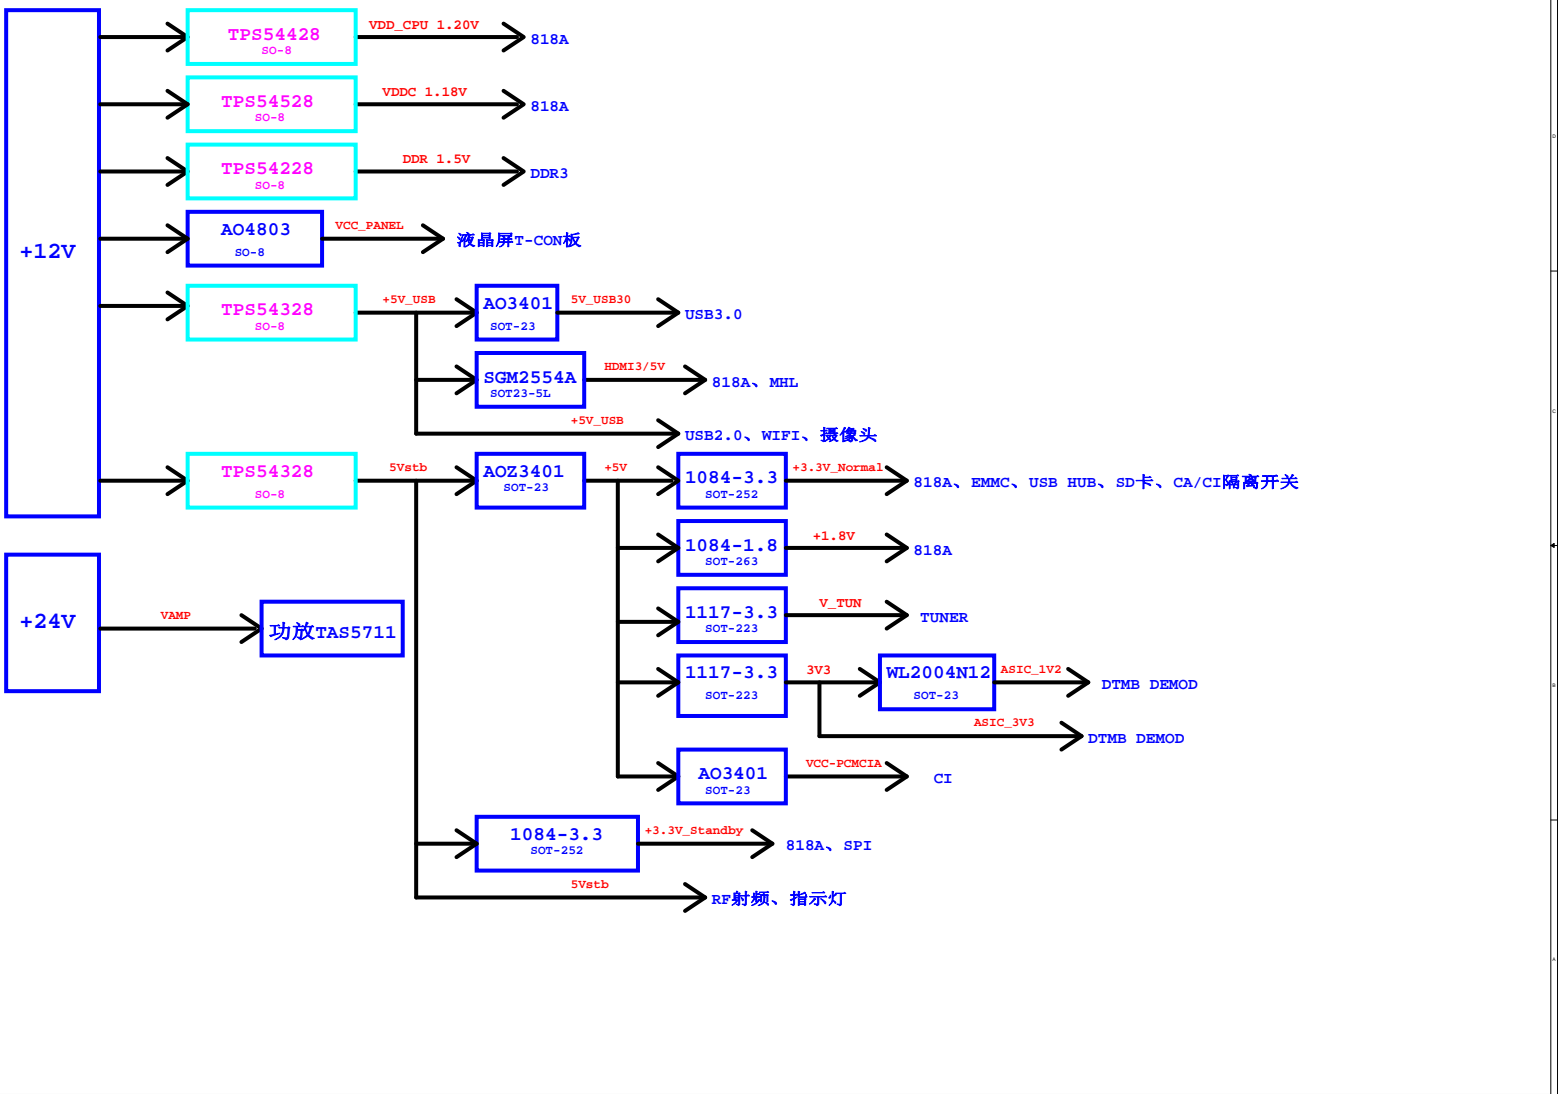 +12V
TPS54428
SO-8
VDD_CPU 1.20V
818A
TPS54528
SO-8
VDDC 1.18V
818A
TPS54228
SO-8
DDR 1.5V
DDR3
AO4803
SO-8
VCC_PANEL
液晶屏T-CON板
TPS54328
SO-8
+5V_USB
AO3401
SOT-23
5V_USB30
USB3.0
SGM2554A
SOT23-5L
HDMI3/5V
818A、MHL
+5V_USB
USB2.0、WIFI、摄像头
TPS54328
SO-8
5Vstb
AOZ3401
SOT-23
+5V
1084-3.3
SOT-252
+3.3V_Normal
818A、EMMC、USB HUB、SD卡、CA/CI隔离开关
1084-1.8
SOT-263
+1.8V
818A
1117-3.3
SOT-223
V_TUN
TUNER
1117-3.3
SOT-223
3V3
WL2004N12
SOT-23
ASIC_1V2
DTMB DEMOD
ASIC_3V3
DTMB DEMOD
AO3401
SOT-23
VCC-PCMCIA
CI
1084-3.3
SOT-252
+3.3V_Standby
818A、SPI
5Vstb
RF射频、指示灯
+24V
VAMP
功放TAS5711
D
C
B
A